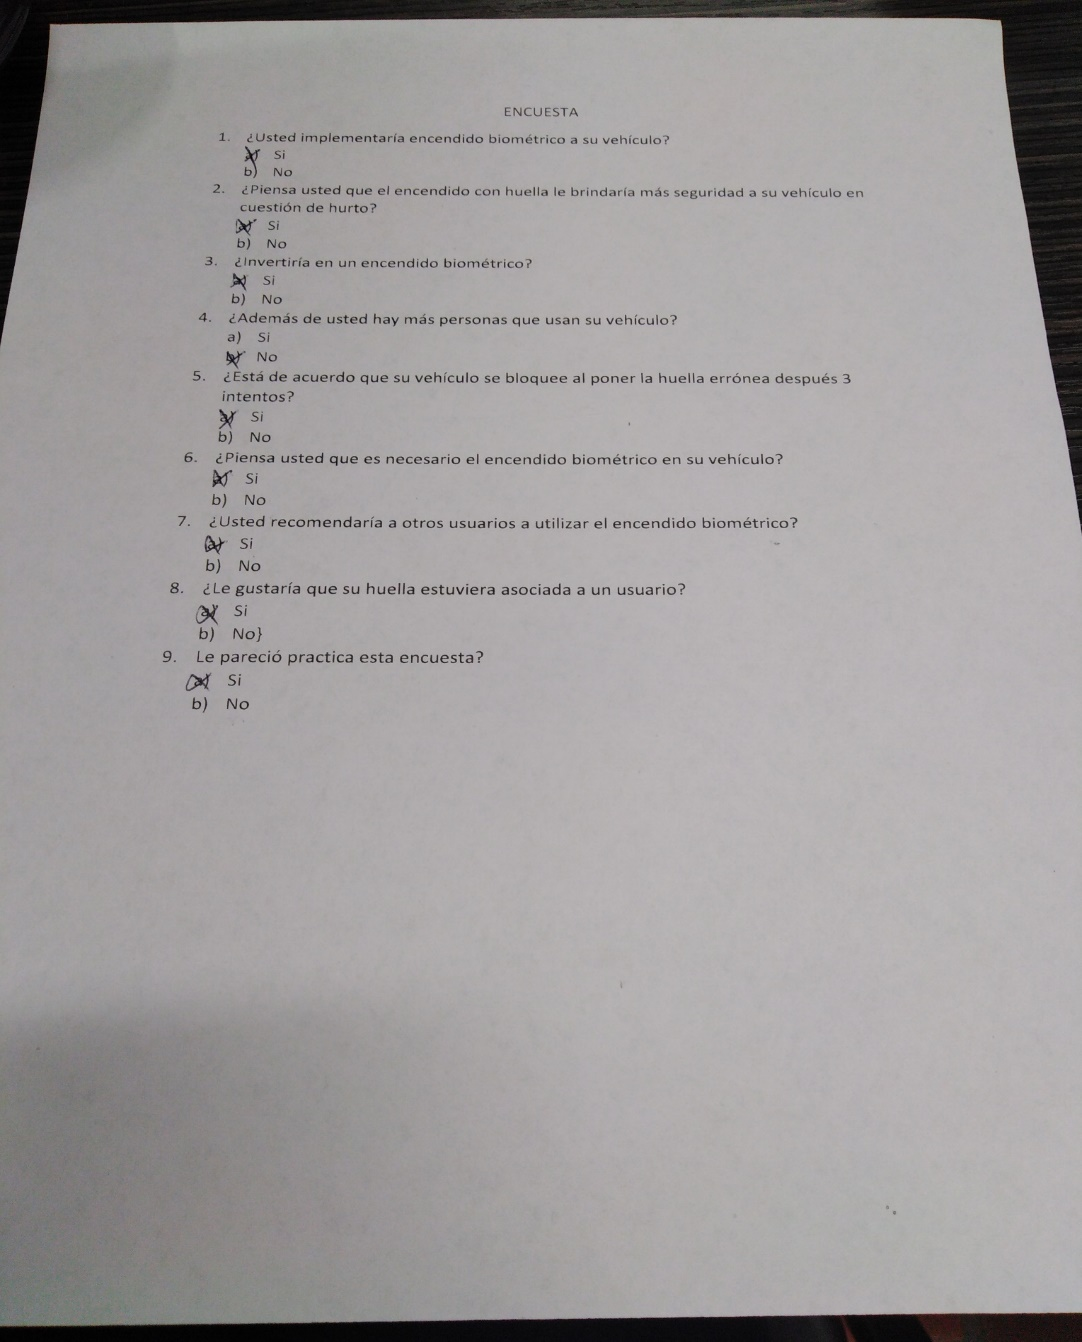 ENCUESTA
1. ¿Usted implementaría encendido biométrico a su vehículo?
a) Si
b) No
2. ¿Piensa usted que el encendido con huella le brindaría más seguridad a su vehículo en
cuestión de hurto?
a) Si
b) No
3. ¿Invertiría en un encendido biométrico?
a) Si
b) No
4. ¿Además de usted hay más personas que usan su vehículo?
a) Si
b) No
5. ¿Está de acuerdo que su vehículo se bloquee al poner la huella errónea después 3
intentos?
a) Si
b) No
6. ¿Piensa usted que es necesario el encendido biométrico en su vehículo?
a) Si
b) No
7. ¿Usted recomendaría a otros usuarios a utilizar el encendido biométrico?
a) Si
b) No
8. ¿Le gustaría que su huella estuviera asociada a un usuario?
a) Si
b) No}
9. Le pareció practica esta encuesta?
a) Si
b) No